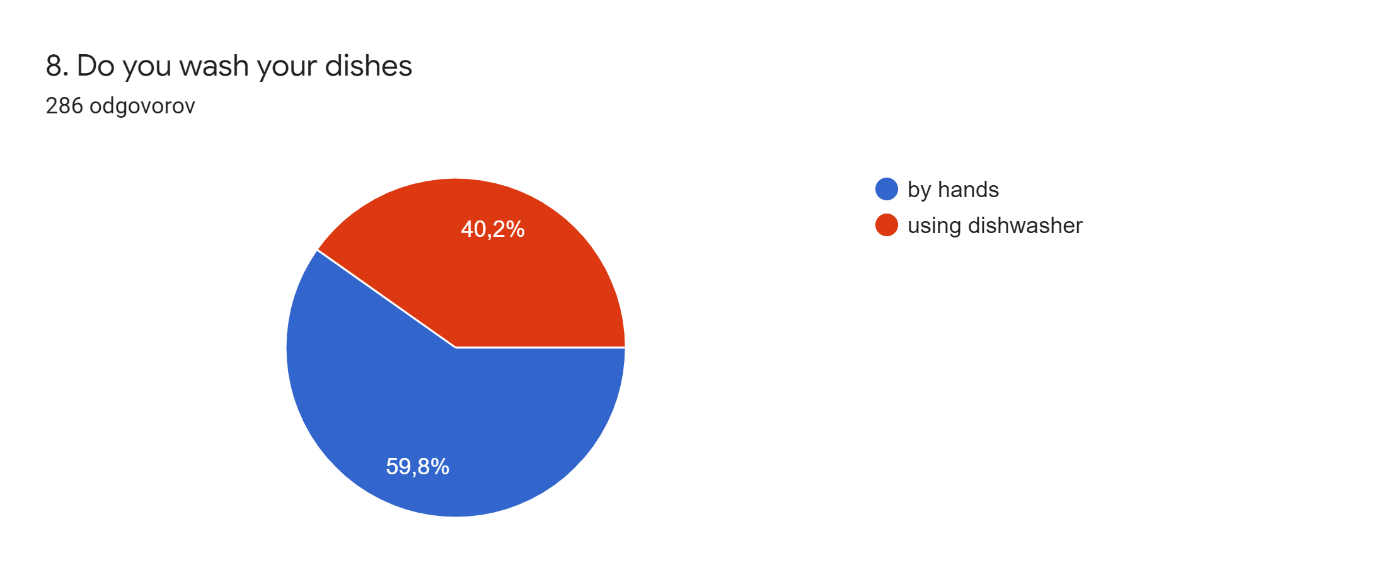 8. Do you wash your dishes
286 odgovorov
by hands
using dishwasher
40,2%
59,8%